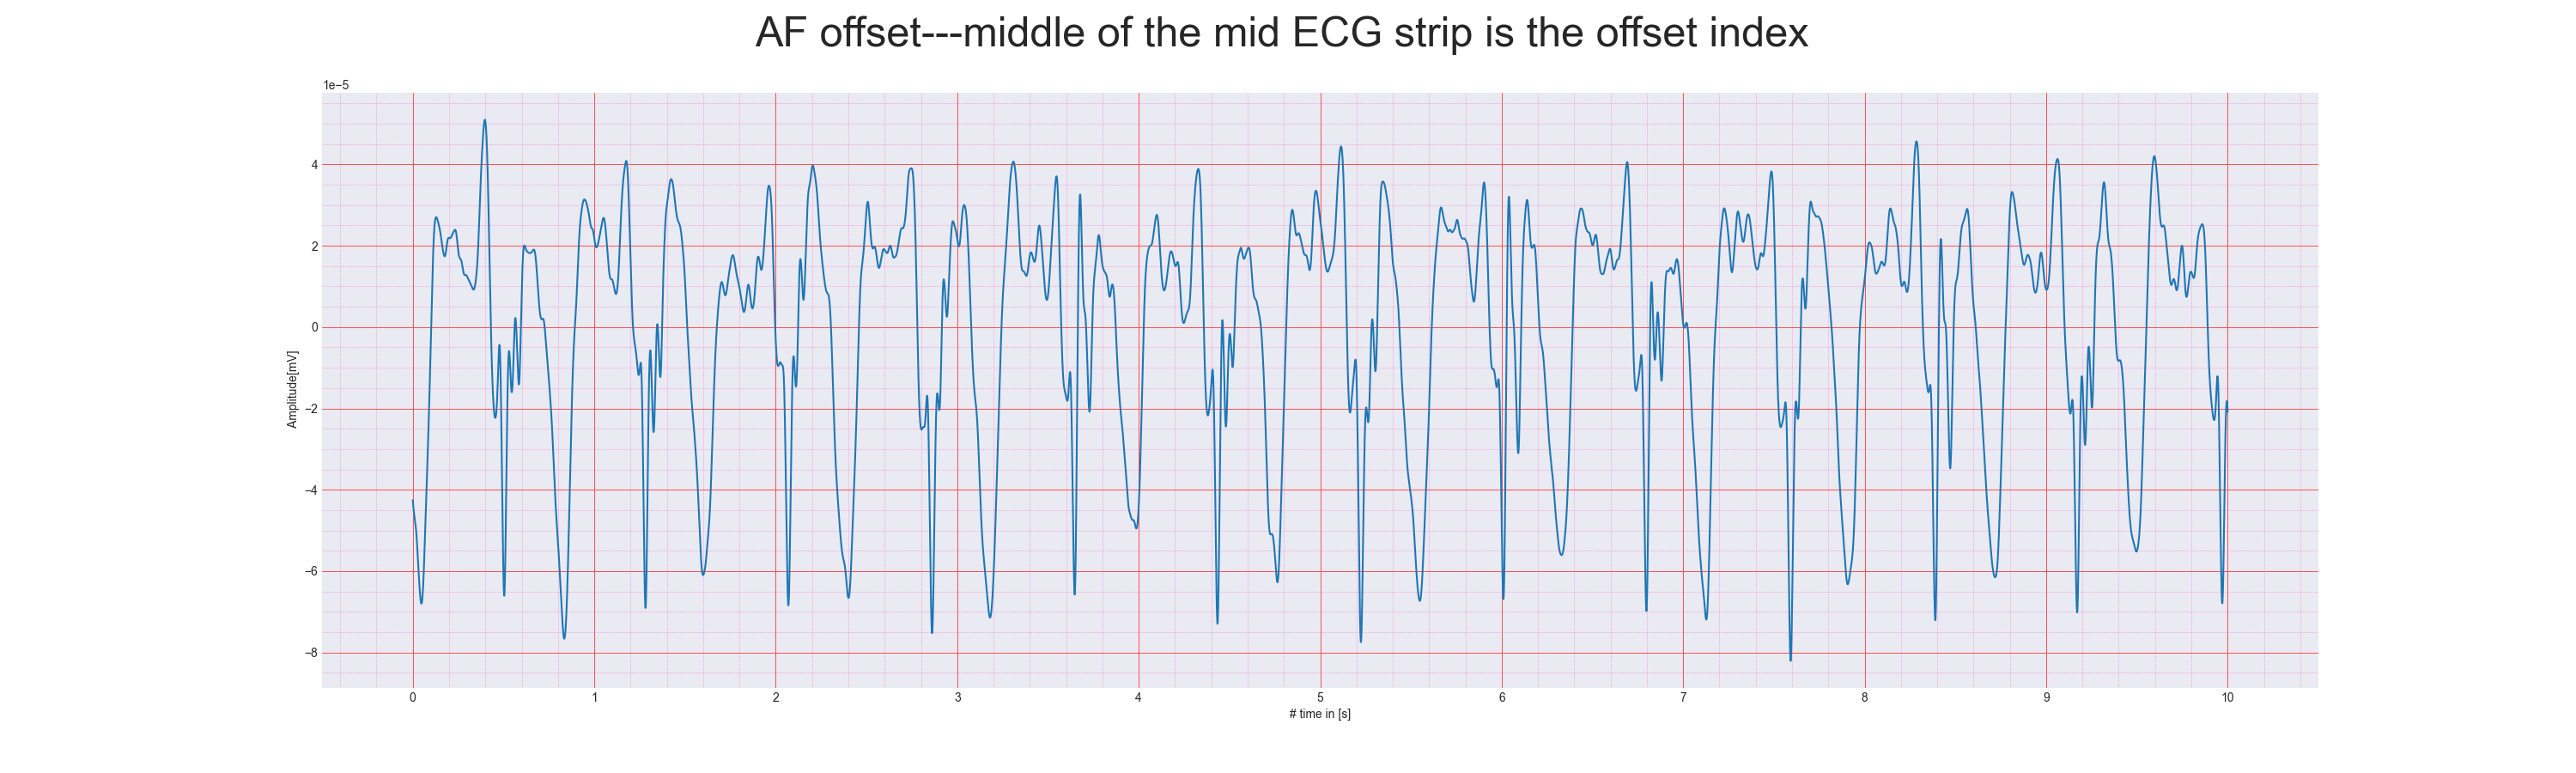 AF offset---middle of the mid ECG strip is the offset index
1e−5
4
2
0
−2
−4
−6
−8
Amplitude[mV]
0 1 2 3 4 5 6 7 8 9 10
# time in [s]